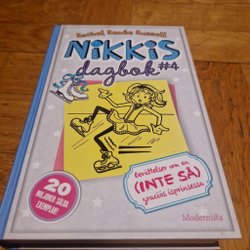 Rachel Renée Russell
NIKKIS
dagbok #4
Berättelser om en
(INTE SÅ)
graciös isprinsessa
20
MILJONER SÅLDA
EXEMPLAR!
Modernista